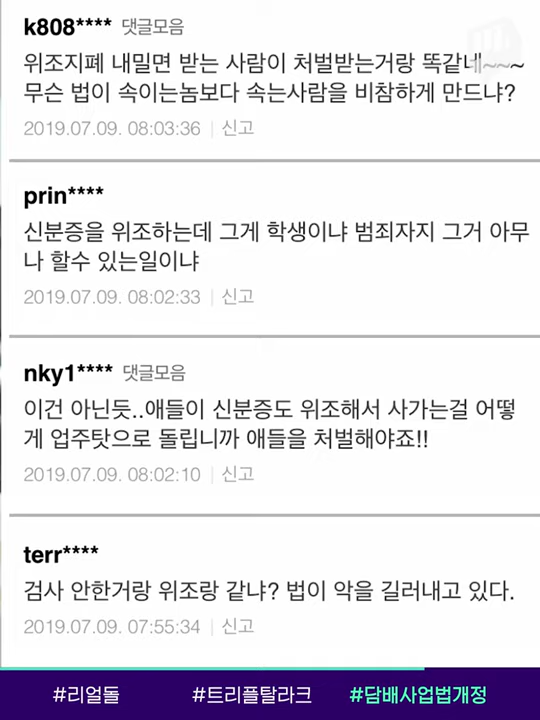 k808**** 댓글모음
위조지폐 내밀면 받는 사람이 처벌받는거랑 똑같네~~~
무슨 법이 속이는놈보다 속는사람을 비참하게 만드냐?
2019.07.09. 08:03:36 | 신고
prin****
신분증을 위조하는데 그게 학생이냐 범죄자지 그거 아무
나 할수 있는일이냐
2019.07.09. 08:02:33 | 신고
nky1**** 댓글모음
이건 아닌듯..애들이 신분증도 위조해서 사가는걸 어떻
게 업주탓으로 돌립니까 애들을 처벌해야죠!!
2019.07.09. 08:02:10 | 신고
terr****
검사 안한거랑 위조랑 같냐? 법이 악을 길러내고 있다.
2019.07.09. 07:55:34 | 신고
#리얼돌 #트리플탈라크 #담배사업법개정